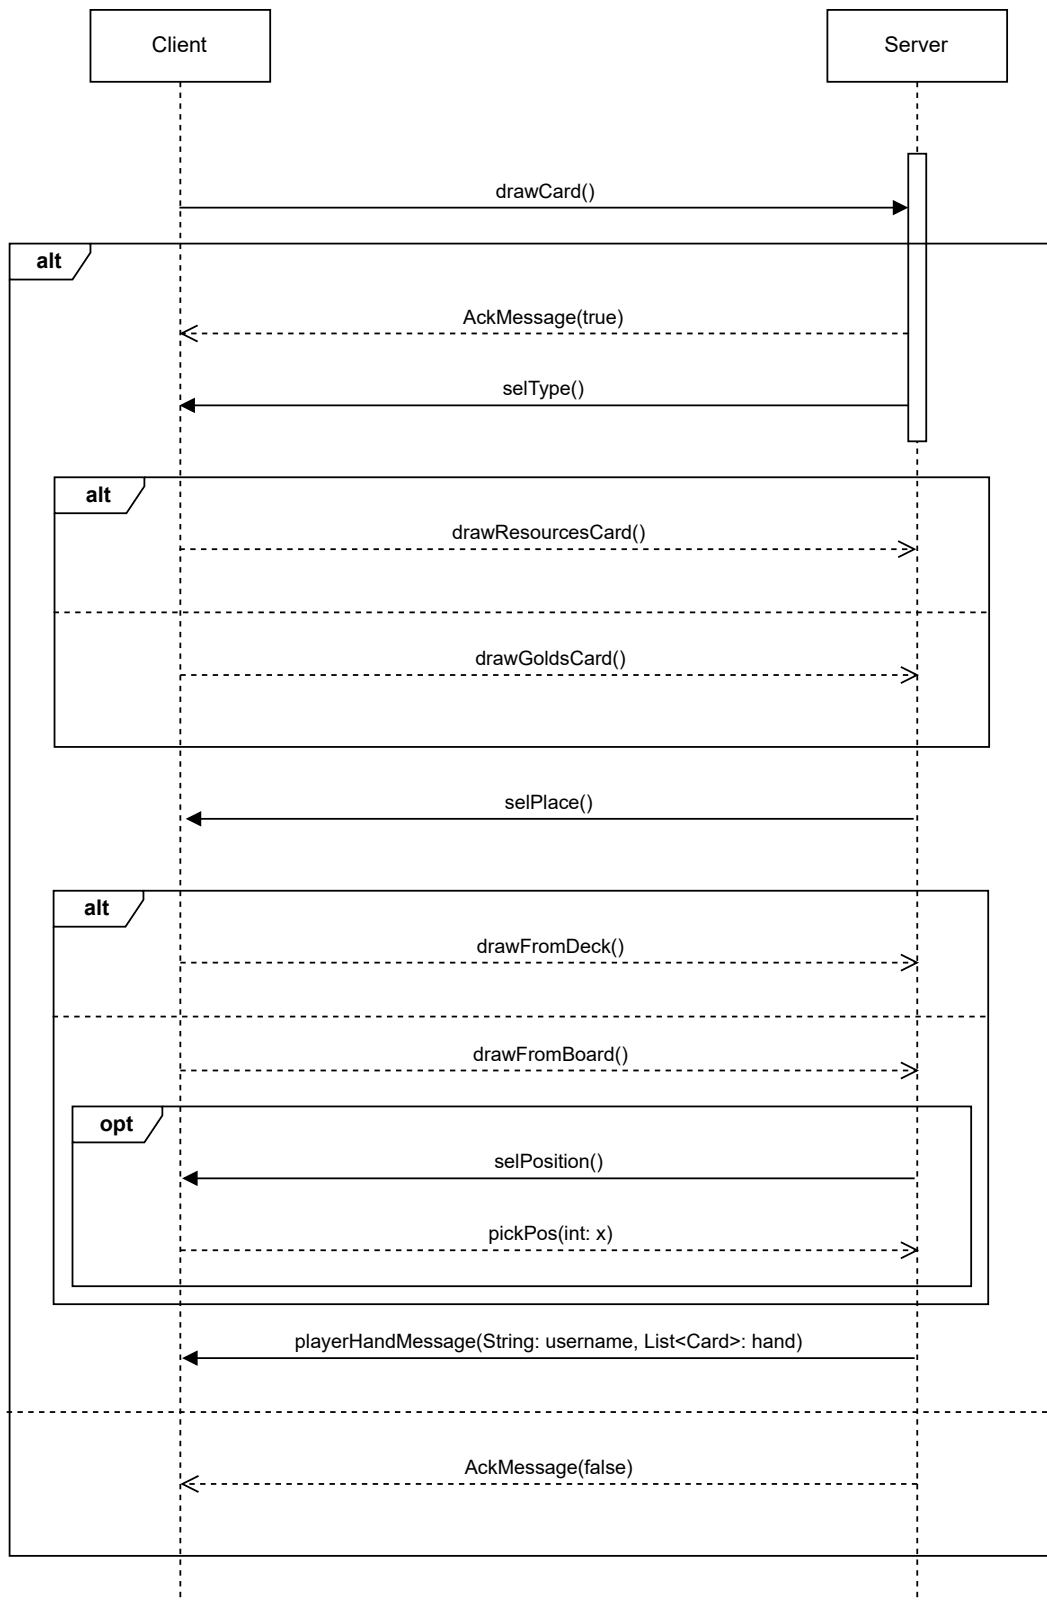 Client
Server
drawCard()
alt
AckMessage(true)
selType()
alt
drawResourcesCard()
drawGoldsCard()
selPlace()
alt
drawFromDeck()
drawFromBoard()
opt
selPosition()
pickPos(int: x)
playerHandMessage(String: username, List<Card>: hand)
AckMessage(false)